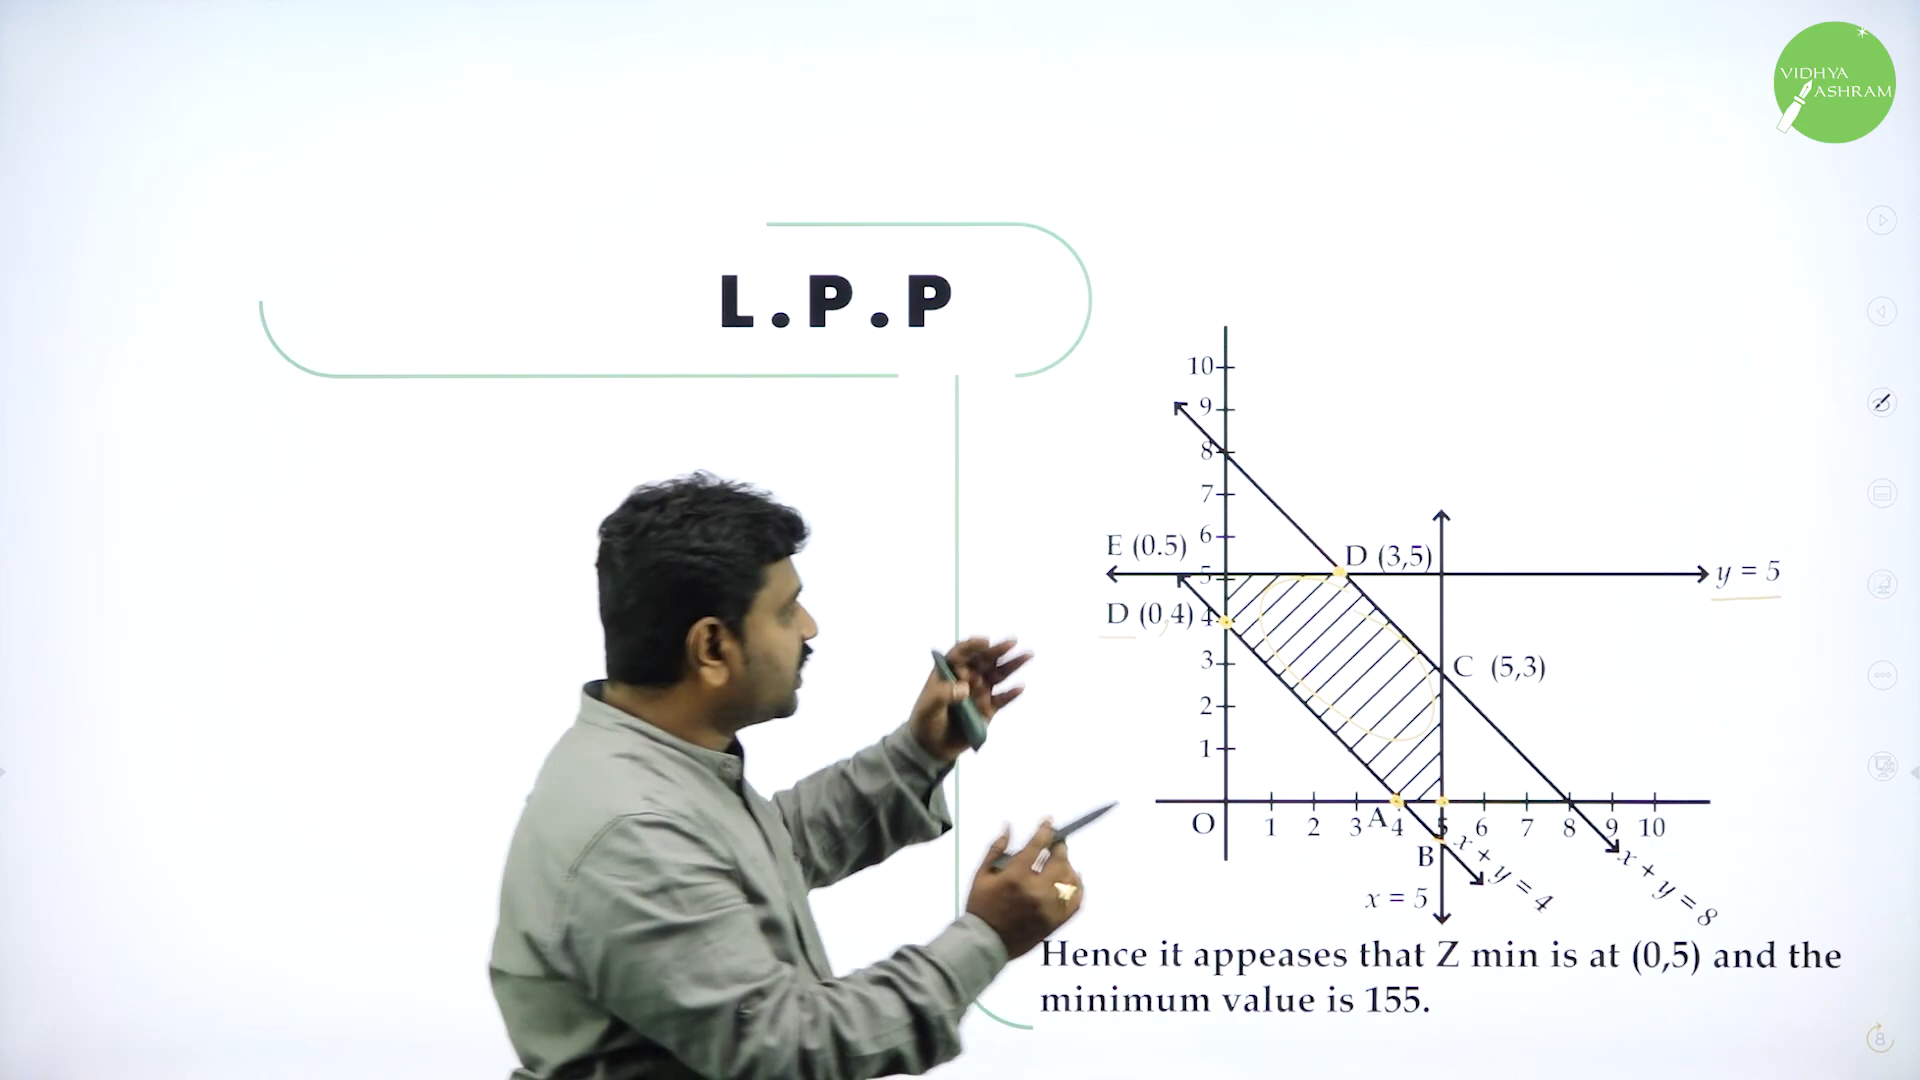 VIDHYA
ASHRAM
L.P.P
10
9
8
7
6
E (0.5)
5
D (3,5)
y = 5
D (0,4)
4
3
C (5,3)
2
1
O
1 2 3 A 4 5 6 7 8 9 10
B
x + y = 4
x + y = 8
x = 5
Hence it appeases that Z min is at (0,5) and the
minimum value is 155.
8